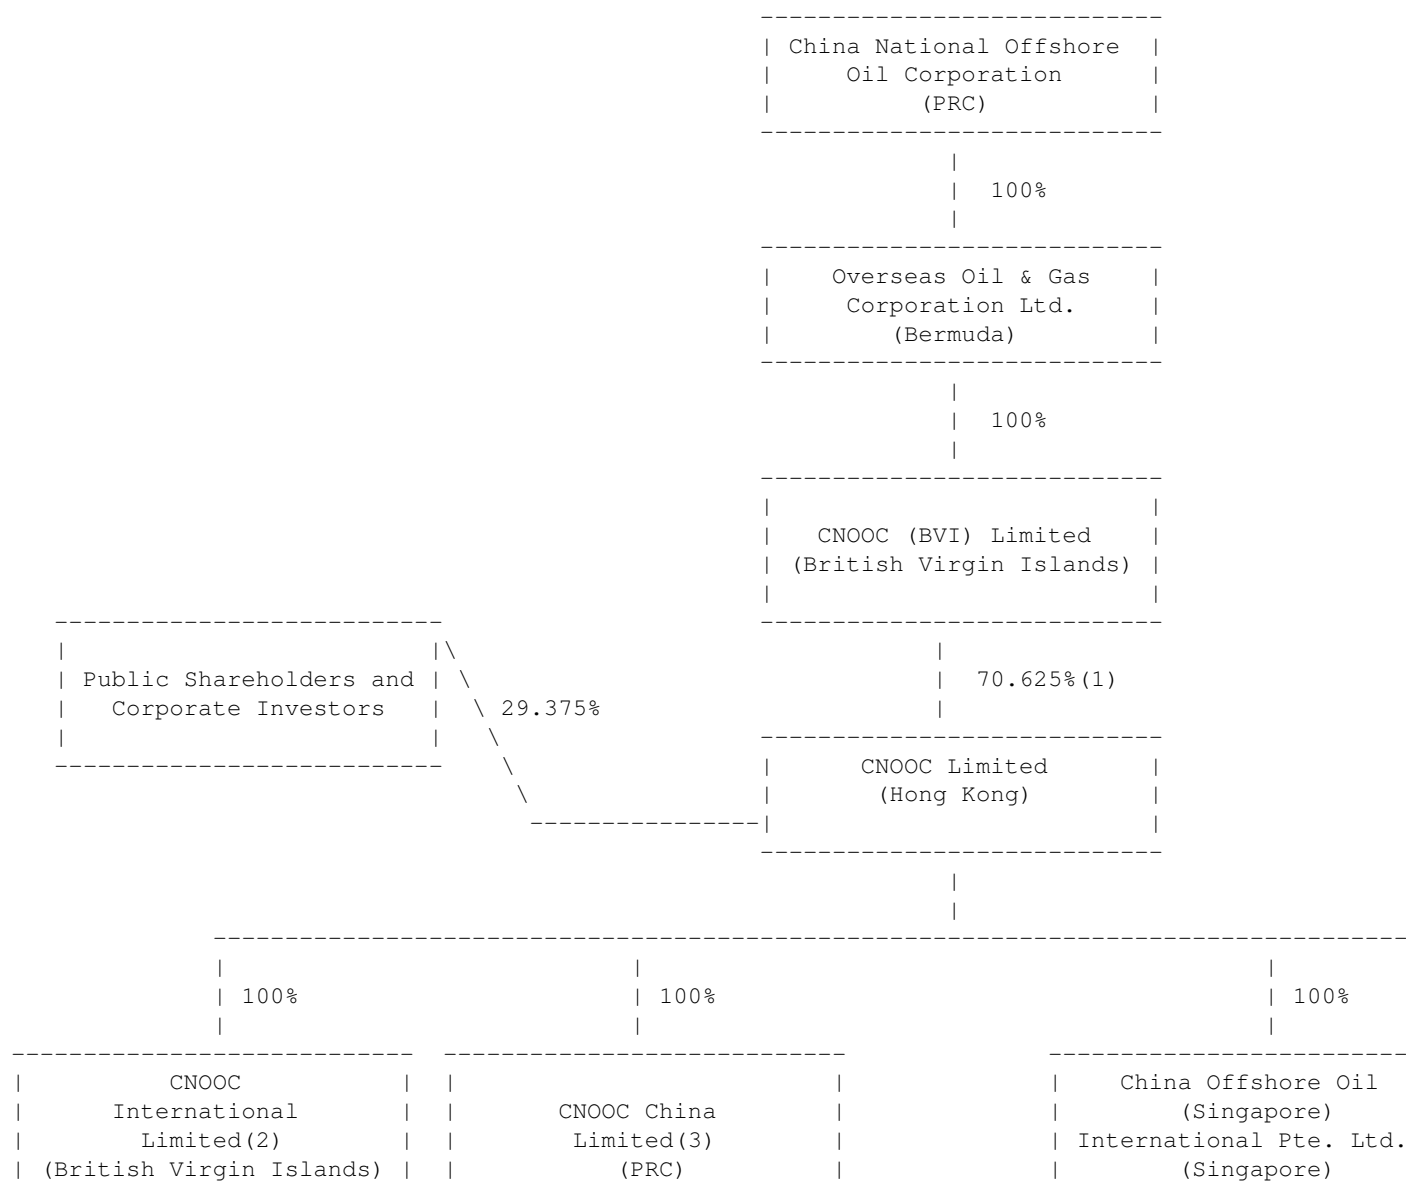 China National Offshore
Oil Corporation
(PRC)
100%
Overseas Oil & Gas
Corporation Ltd.
(Bermuda)
100%
CNOOC (BVI) Limited
(British Virgin Islands)
70.625%(1)
Public Shareholders and
Corporate Investors
29.375%
CNOOC Limited
(Hong Kong)
100%
100%
100%
CNOOC
International
Limited(2)
(British Virgin Islands)
CNOOC China
Limited(3)
(PRC)
China Offshore Oil
(Singapore)
International Pte. Ltd.
(Singapore)